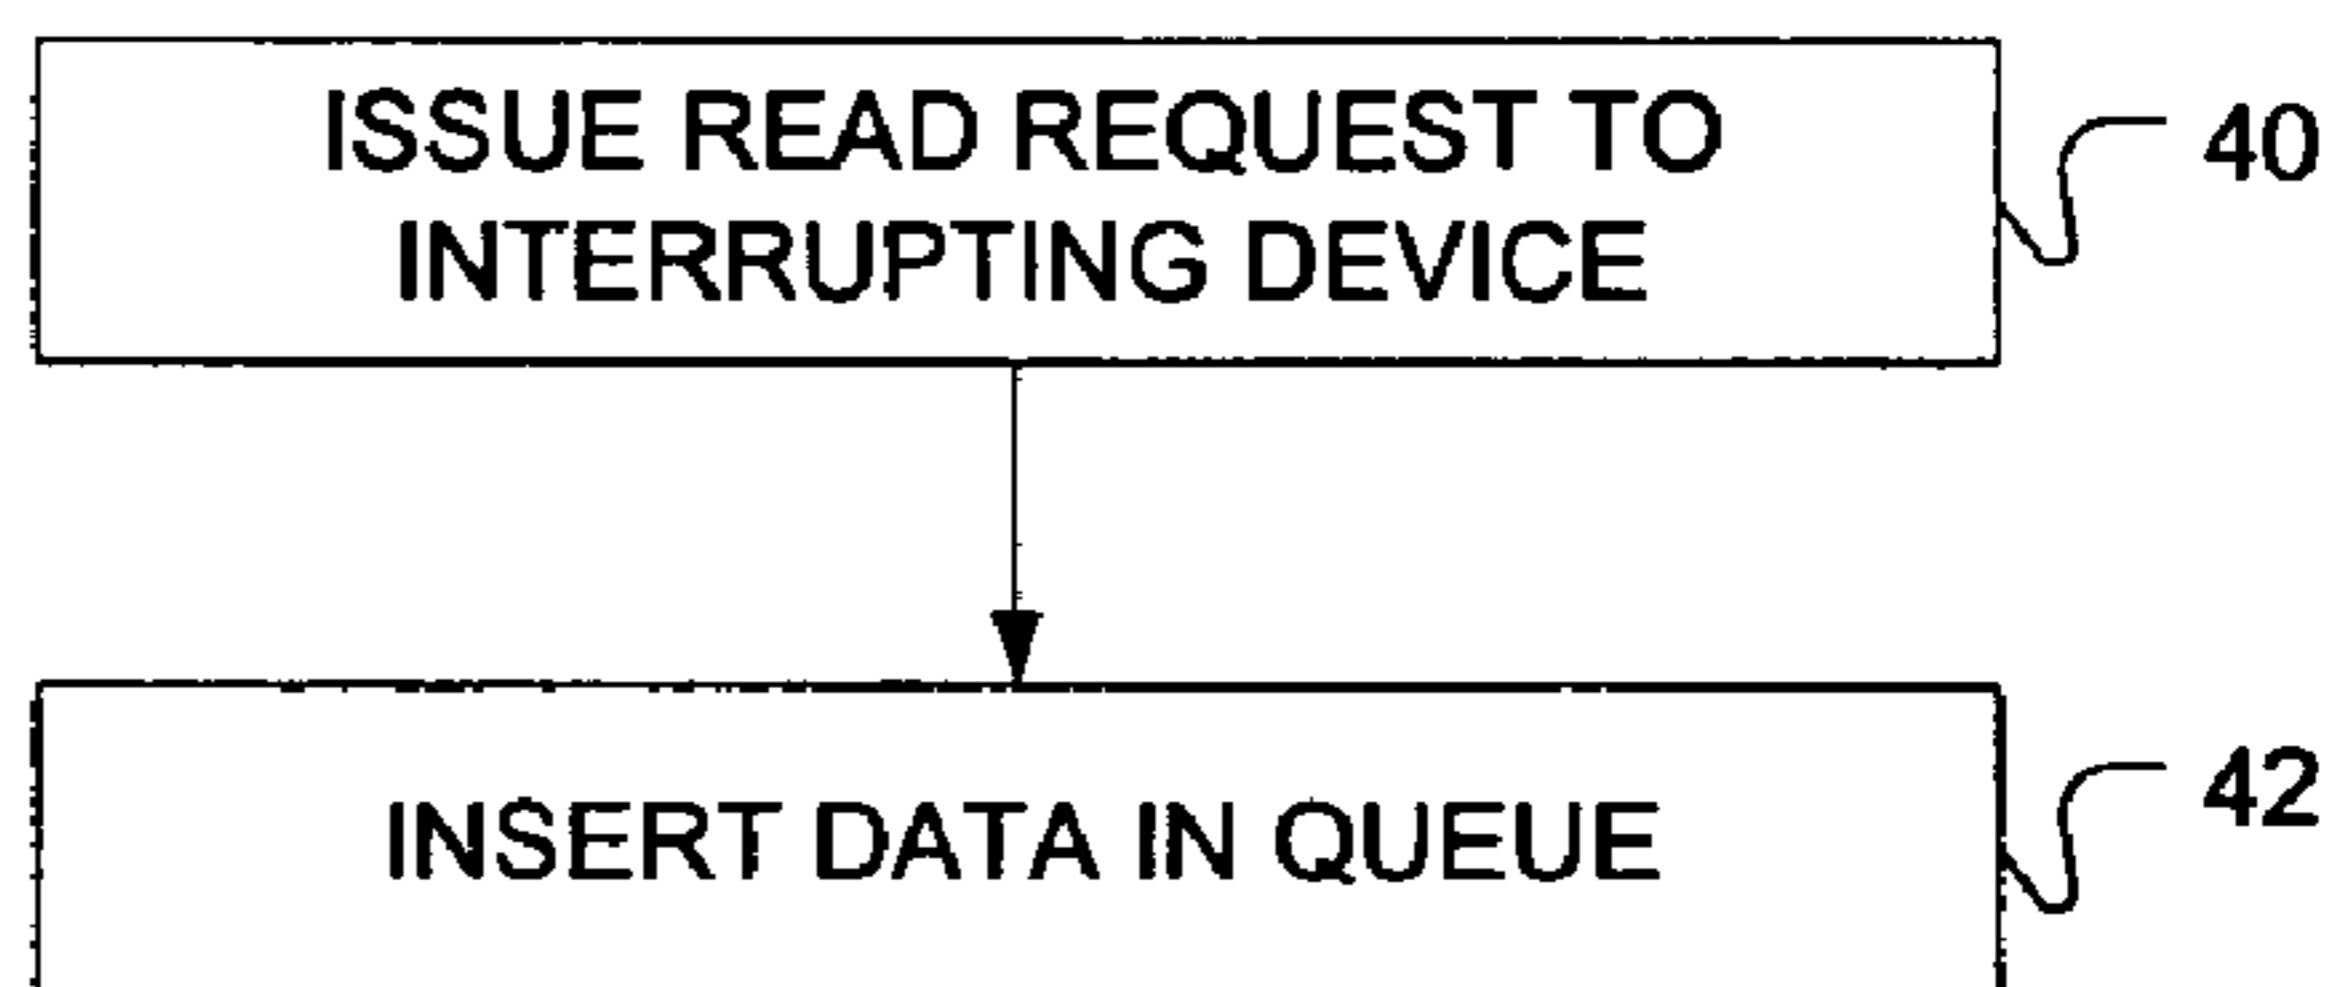 ISSUE READ REQUEST TO
INTERRUPTING DEVICE
40
INSERT DATA IN QUEUE
42